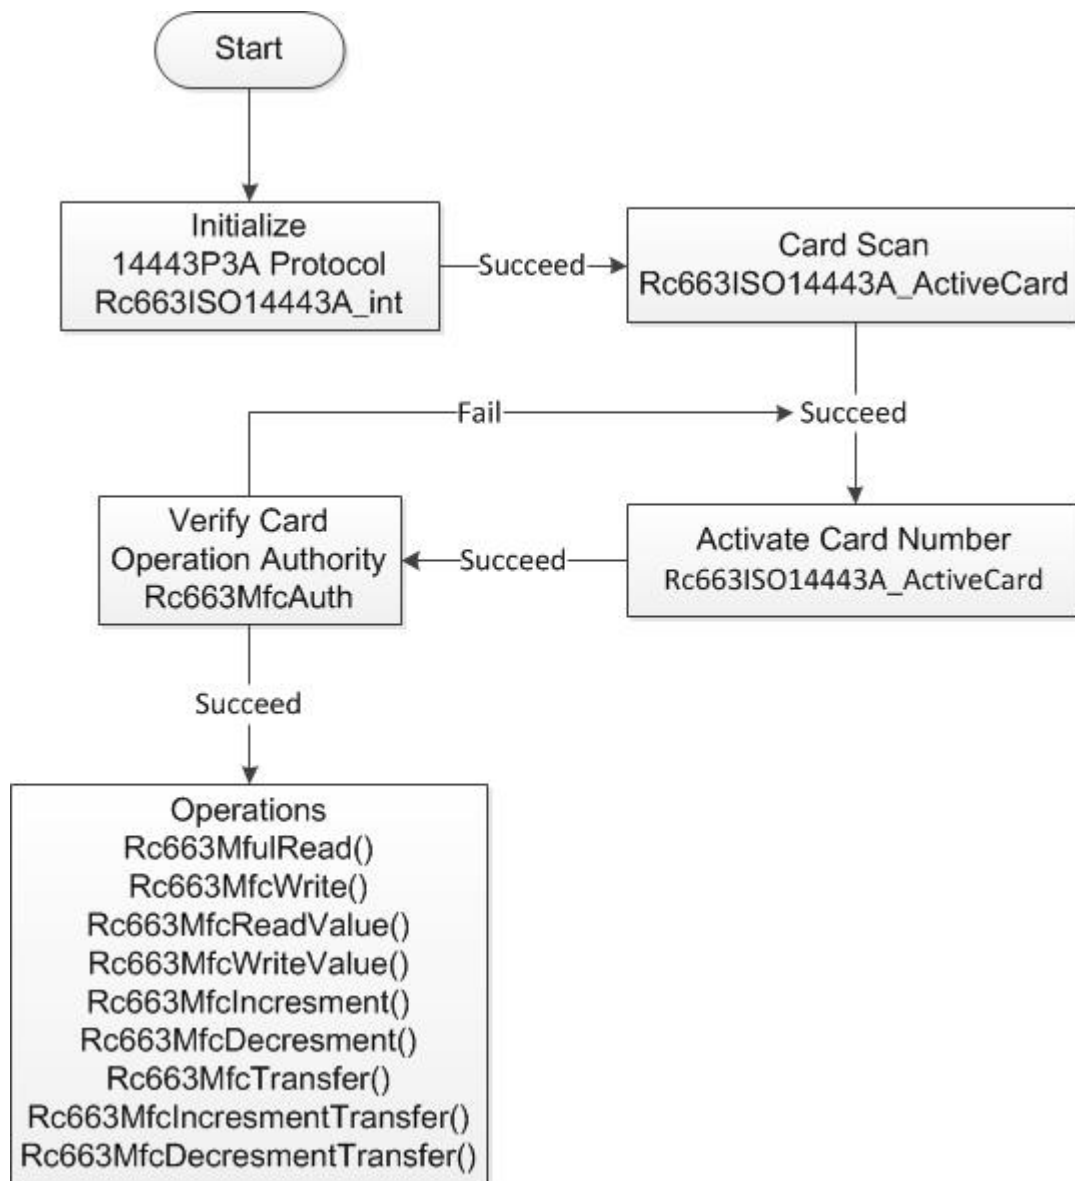 Start
Initialize
14443P3A Protocol
Rc663ISO14443A_int
Succeed
Card Scan
Rc663ISO14443A_ActiveCard
Fail
Succeed
Verify Card
Operation Authority
Rc663MfcAuth
Succeed
Activate Card Number
Rc663ISO14443A_ActiveCard
Succeed
Operations
Rc663MfulRead()
Rc663MfcWrite()
Rc663MfcReadValue()
Rc663MfcWriteValue()
Rc663MfcIncresment()
Rc663MfcDecresment()
Rc663MfcTransfer()
Rc663MfcIncresmentTransfer()
Rc663MfcDecresmentTransfer()